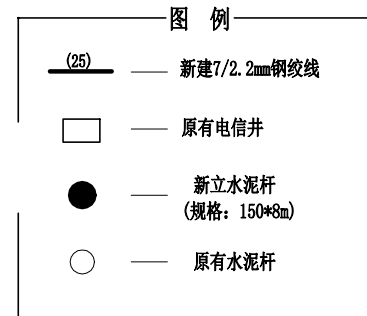 图 例
(25)
新建7/2.2mm钢绞线
原有电信井
新立水泥杆
(规格：150*8m)
原有水泥杆